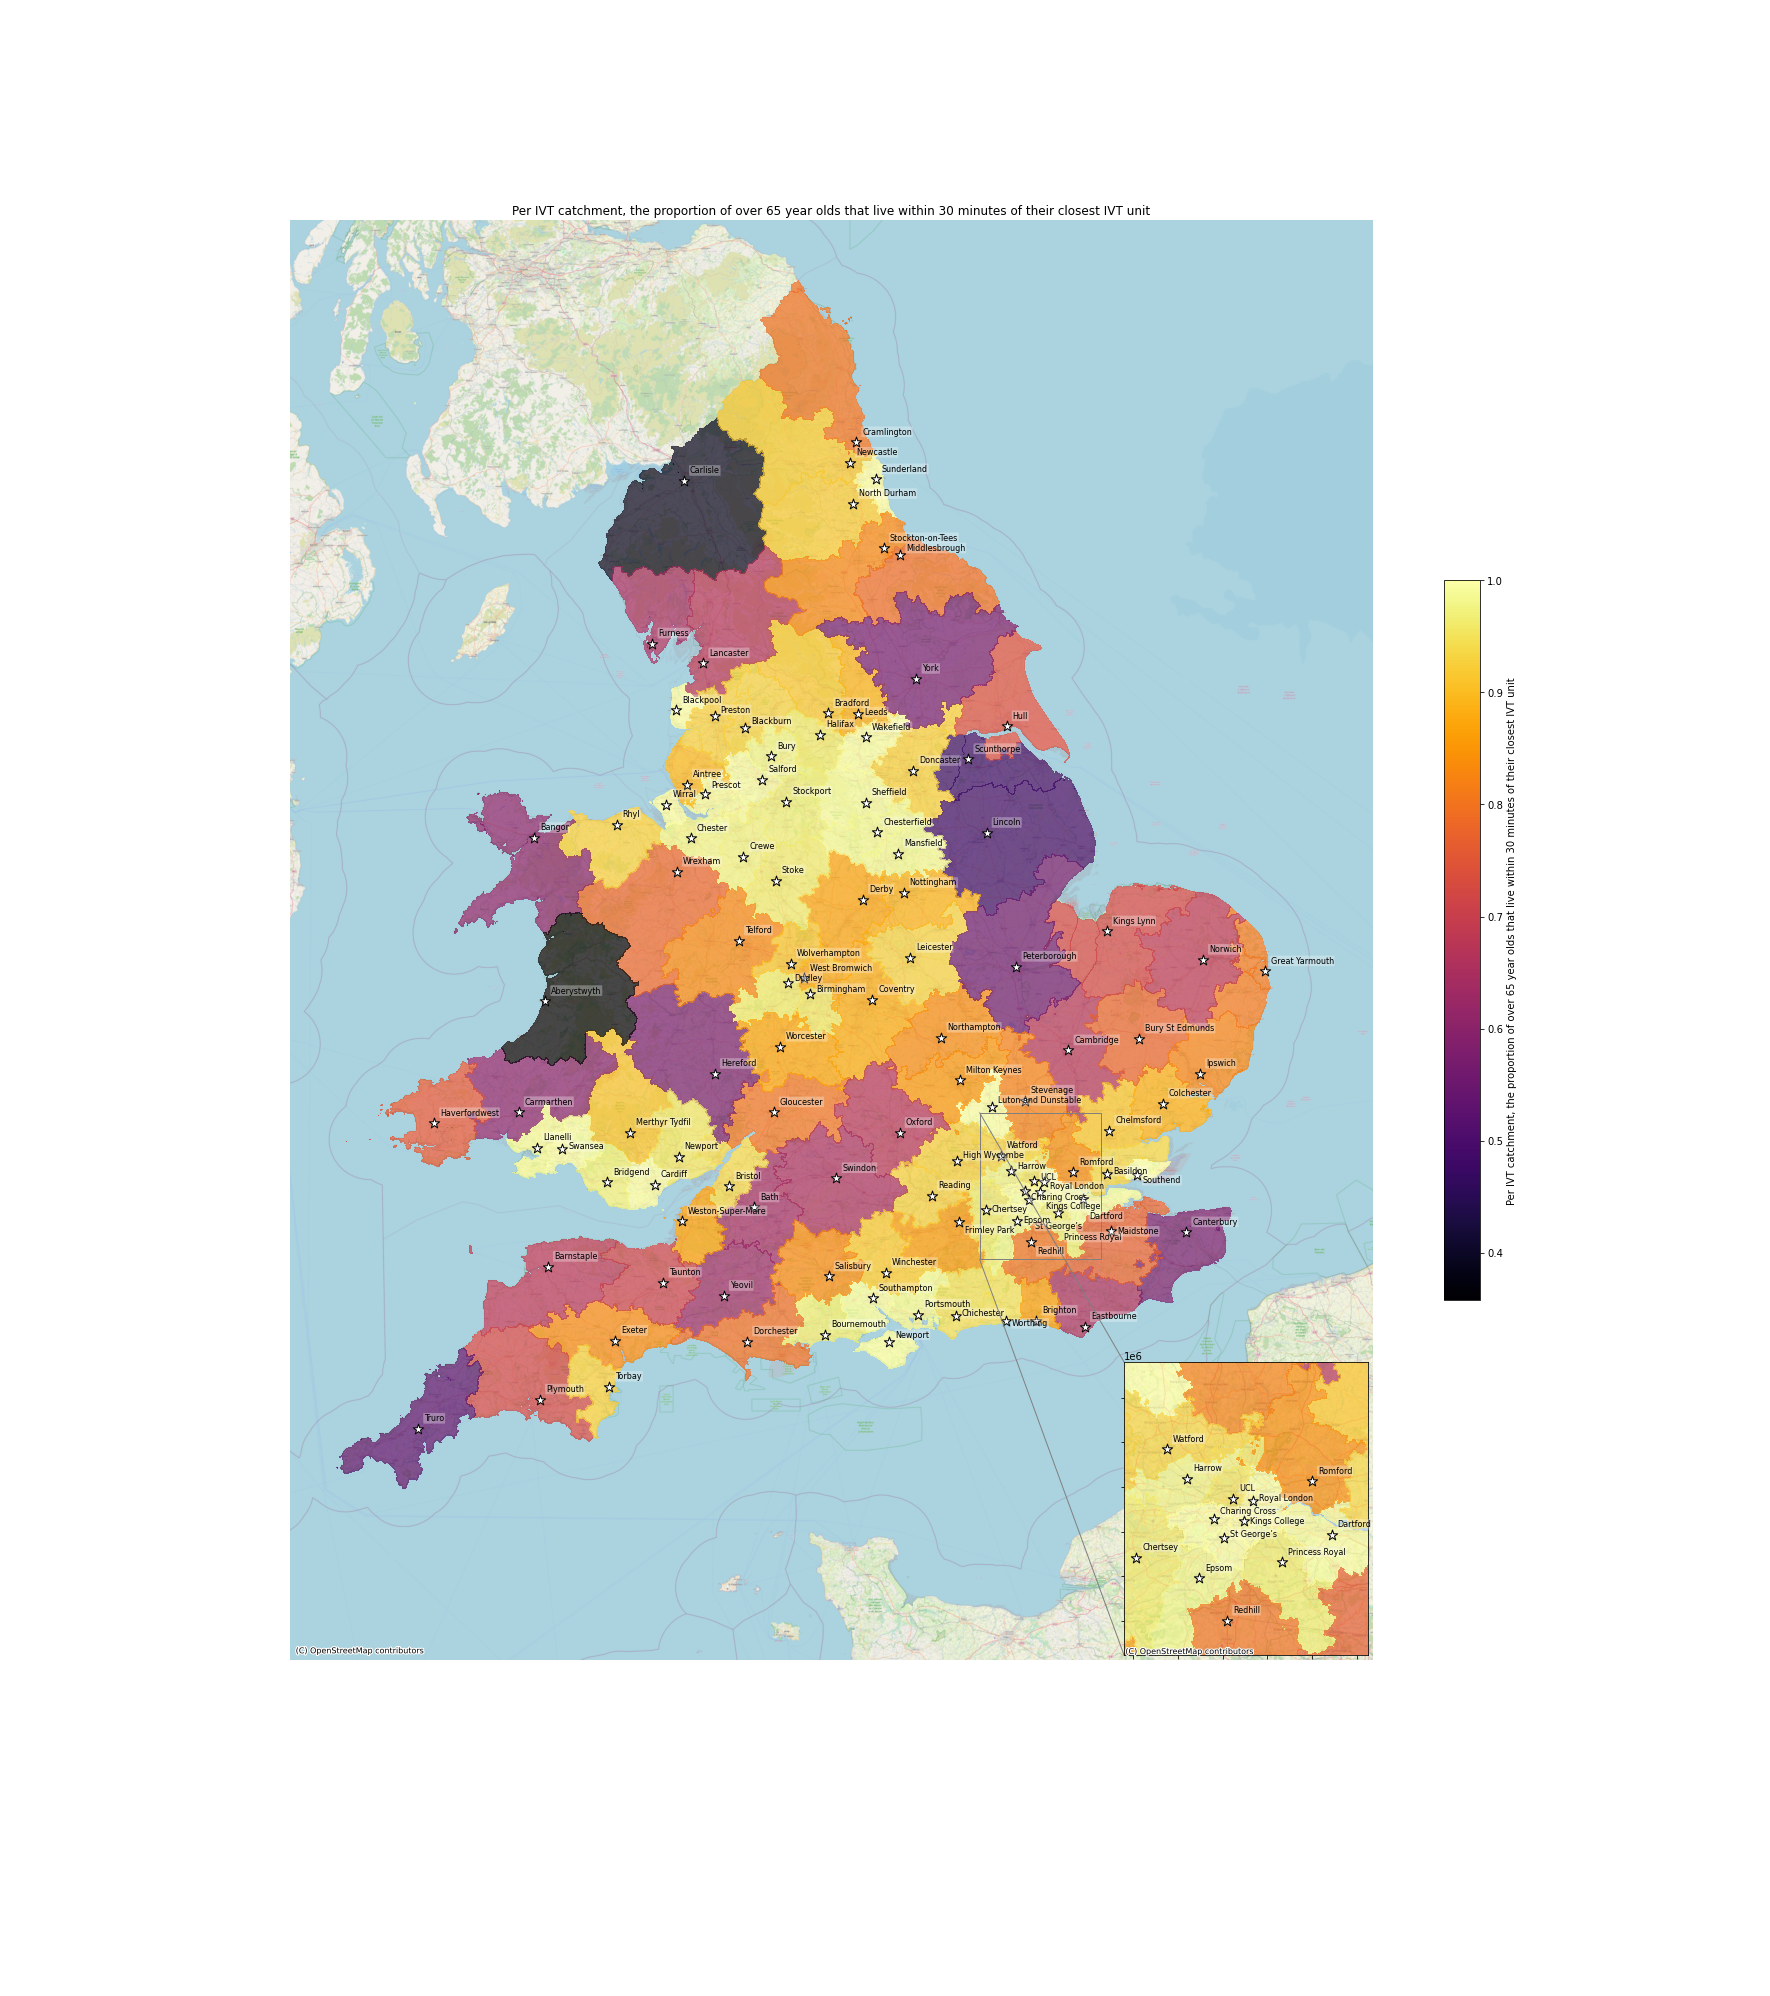 Per IVT catchment, the proportion of over 65 year olds that live within 30 minutes of their closest IVT unit
Cramlington
Newcastle
Carlisle
Sunderland
North Durham
Stockton-on-Tees
Middlesbrough
Furness
Lancaster
York
Blackpool
Preston
Blackburn
Bradford
Leeds
Halifax
Wakefield
Hull
Bury
Scunthorpe
Salford
Doncaster
Aintree
Prescot
Wirral
Stockport
Sheffield
Rhyl
Bangor
Chester
Chesterfield
Lincoln
Crewe
Mansfield
Wrexham
Stoke
Derby
Nottingham
Kings Lynn
Telford
Leicester
Norwich
Wolverhampton
West Bromwich
Peterborough
Great Yarmouth
Dudley
Birmingham
Coventry
Aberystwyth
Worcester
Northampton
Bury St Edmunds
Cambridge
Hereford
Milton Keynes
Ipswich
Stevenage
Luton and Dunstable
Colchester
Carmarthen
Haverfordwest
Gloucester
Merthyr Tydfil
Oxford
Chelmsford
Llanelli
Swansea
Newport
Watford
High Wycombe
Harrow
Romford
Basildon
Southend
Bridgend
Cardiff
Bristol
Swindon
UCL
Royal London
Reading
Bath
Charing Cross
Kings College
Weston-Super-Mare
Chertsey
Dartford
Epsom
St George's
Frimley Park
Princess Royal
Maidstone
Canterbury
Redhill
Barnstaple
Taunton
Salisbury
Winchester
Yeovil
Southampton
Portsmouth
Chichester
Brighton
Worthing
Eastbourne
Exeter
Dorchester
Bournemouth
Newport
Torbay
Plymouth
Truro
1e6
Watford
Harrow
Romford
UCL
Royal London
Charing Cross
Kings College
Dartford
St George's
Chertsey
Princess Royal
Epsom
Redhill
(C) OpenStreetMap contributors
(C) OpenStreetMap contributors
1.0
0.9
0.8
0.7
0.6
0.5
0.4
Per IVT catchment, the proportion of over 65 year olds that live within 30 minutes of their closest IVT unit